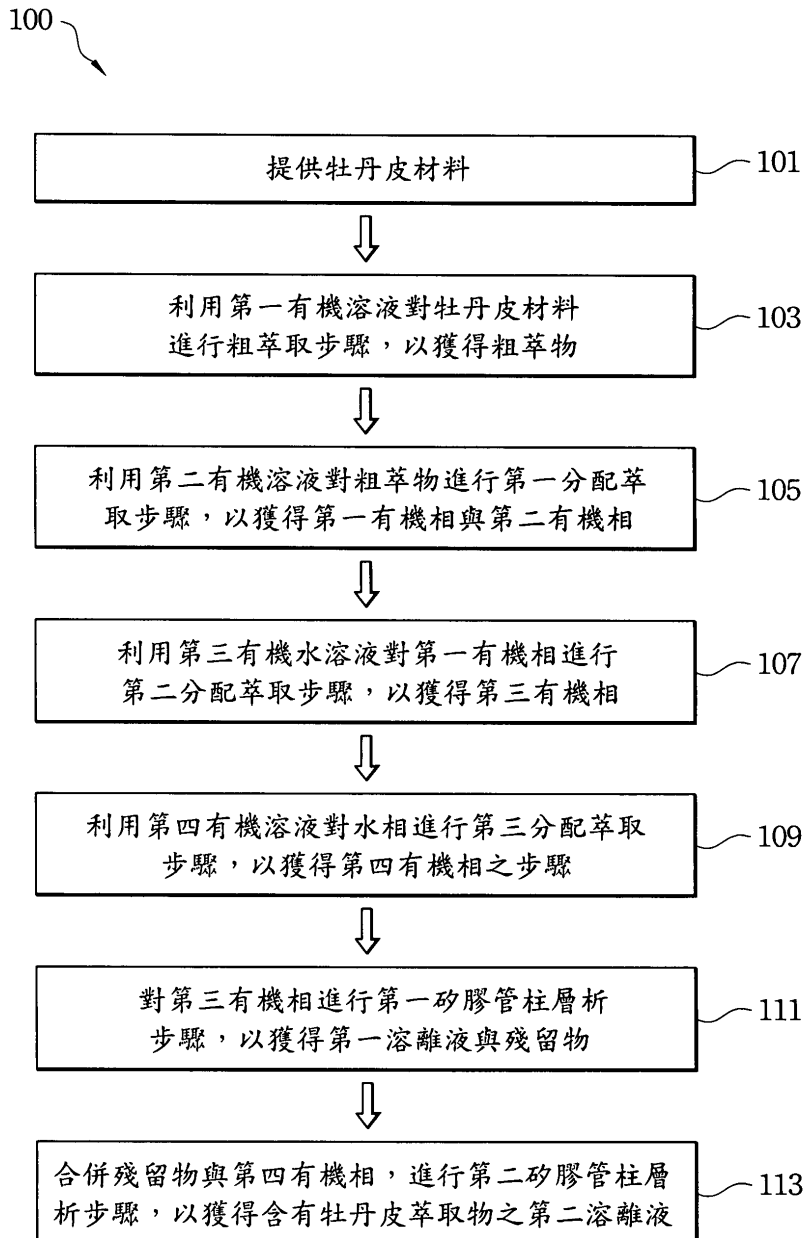 100
提供牡丹皮材料
101
利用第一有機溶液對牡丹皮材料
進行粗萃取步驟，以獲得粗萃物
103
利用第二有機溶液對粗萃物進行第一分配萃
取步驟，以獲得第一有機相與第二有機相
105
利用第三有機水溶液對第一有機相進行
第二分配萃取步驟，以獲得第三有機相
107
利用第四有機溶液對水相進行第三分配萃取
步驟，以獲得第四有機相之步驟
109
對第三有機相進行第一矽膠管柱層析
步驟，以獲得第一溶離液與殘留物
111
合併殘留物與第四有機相，進行第二矽膠管柱層
析步驟，以獲得含有牡丹皮萃取物之第二溶離液
113